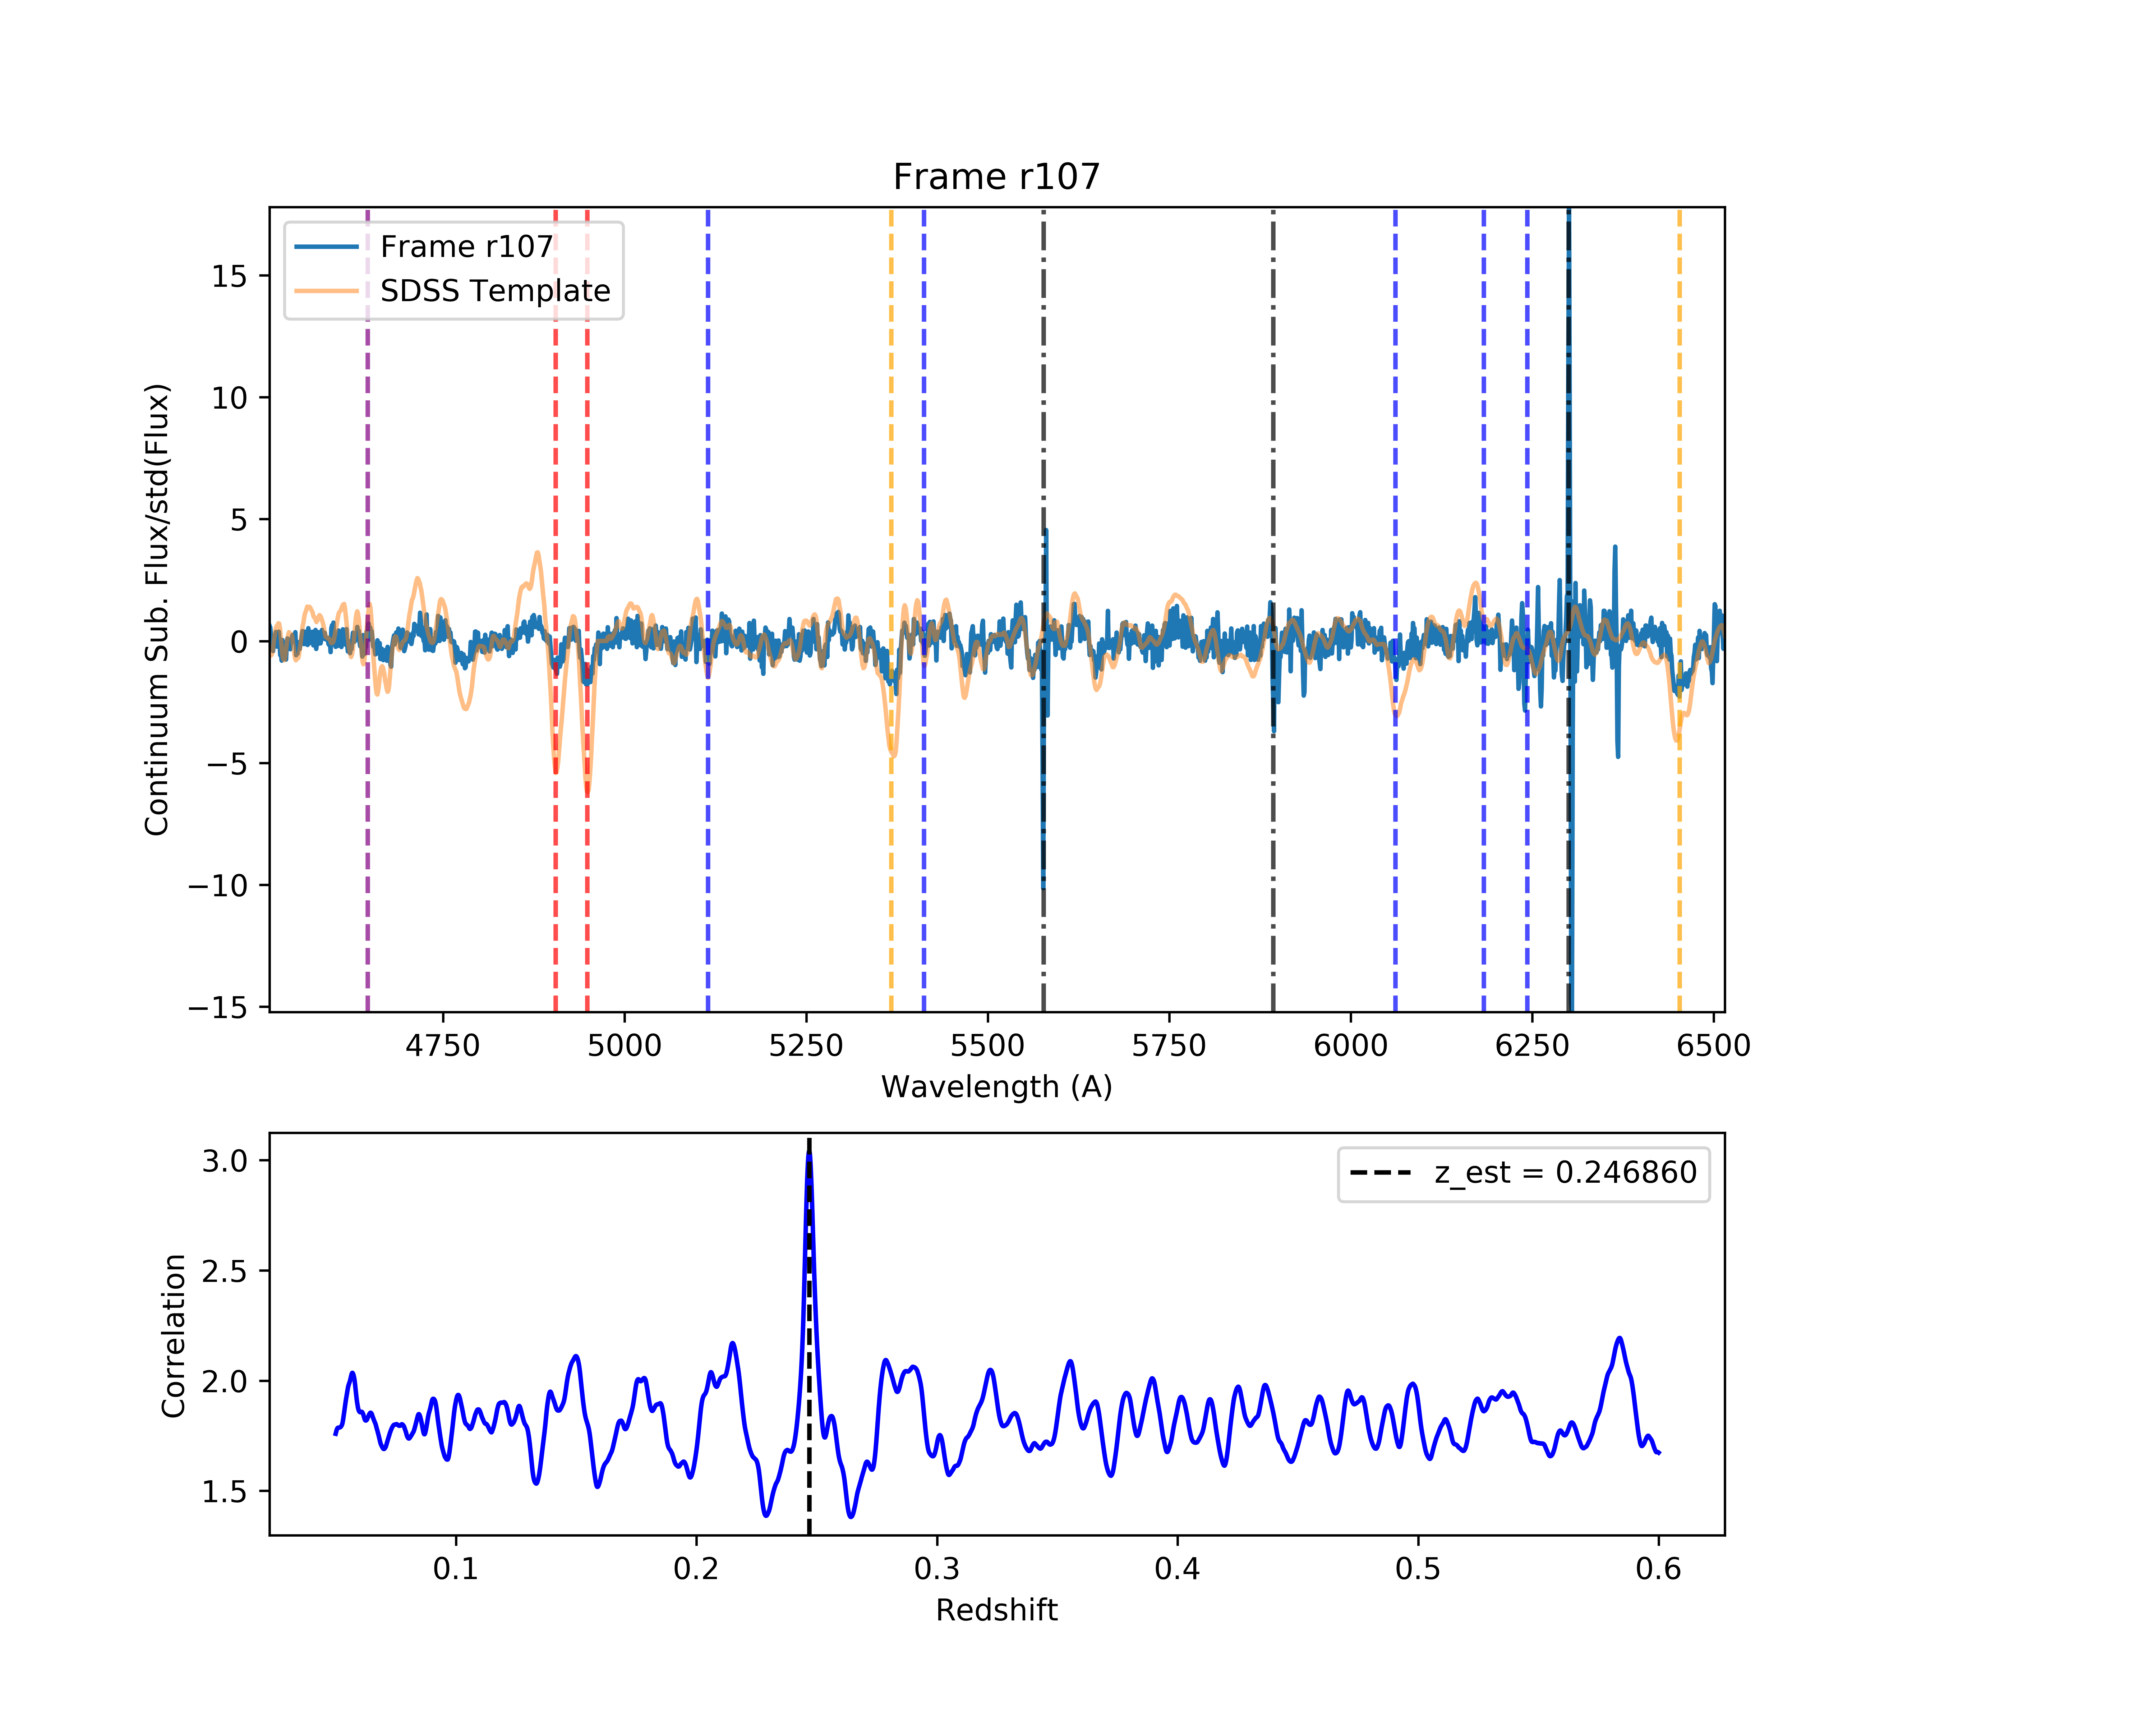 Frame r107
Frame r107
SDSS Template
15
10
5
0
−5
−10
−15
Continuum Sub. Flux/std(Flux)
4750 5000 5250 5500 5750 6000 6250 6500
Wavelength (A)
z_est = 0.246860
3.0
2.5
2.0
1.5
Correlation
0.1 0.2 0.3 0.4 0.5 0.6
Redshift